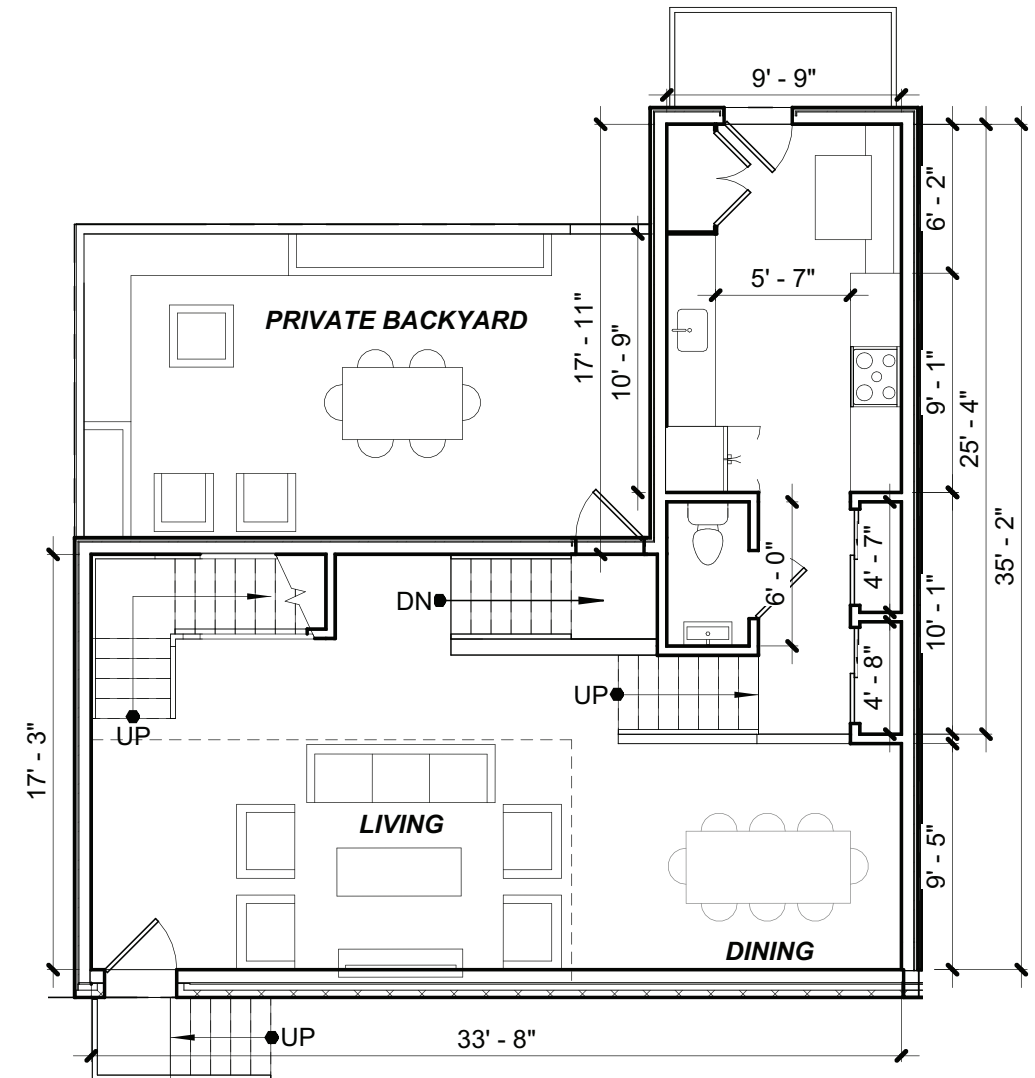 9' - 9"
6' - 2"
5' - 7"
PRIVATE BACKYARD
17' - 11"
10' - 9"
9' - 1"
25' - 4"
35' - 2"
4' - 7"
6' - 0"
DN
10' - 1"
4' - 8"
UP
UP
17' - 3"
LIVING
9' - 5"
DINING
UP
33' - 8"